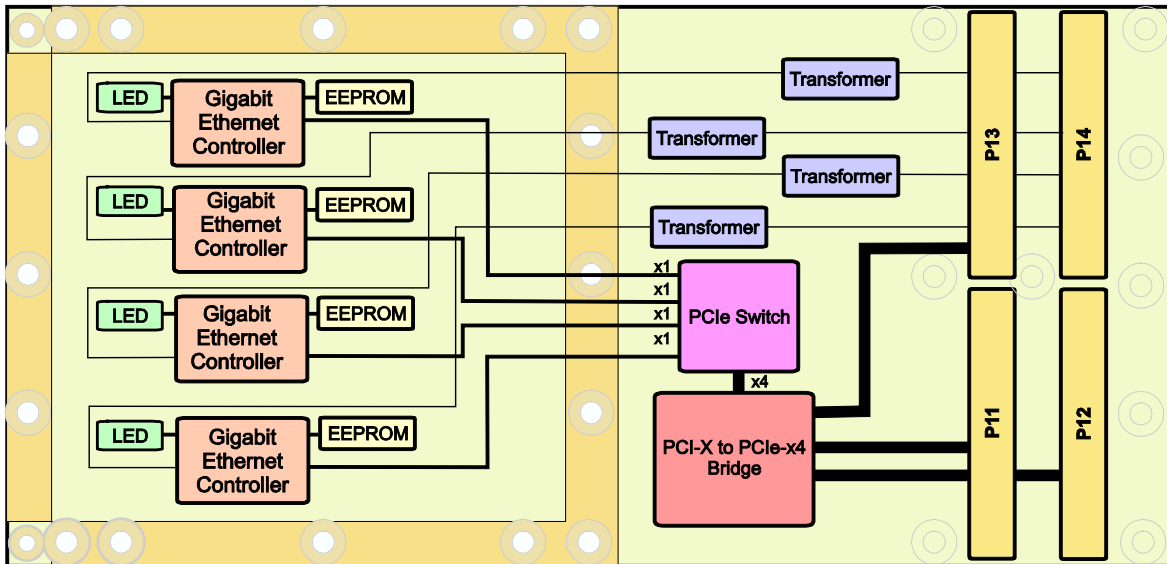 Transformer
LED
Gigabit
Ethernet
Controller
EEPROM
Transformer
Transformer
P13
P14
LED
Gigabit
Ethernet
Controller
EEPROM
Transformer
x1
x1
x1
x1
PCIe Switch
LED
Gigabit
Ethernet
Controller
EEPROM
x4
PCI-X to PCIe-x4
Bridge
P11
P12
LED
Gigabit
Ethernet
Controller
EEPROM